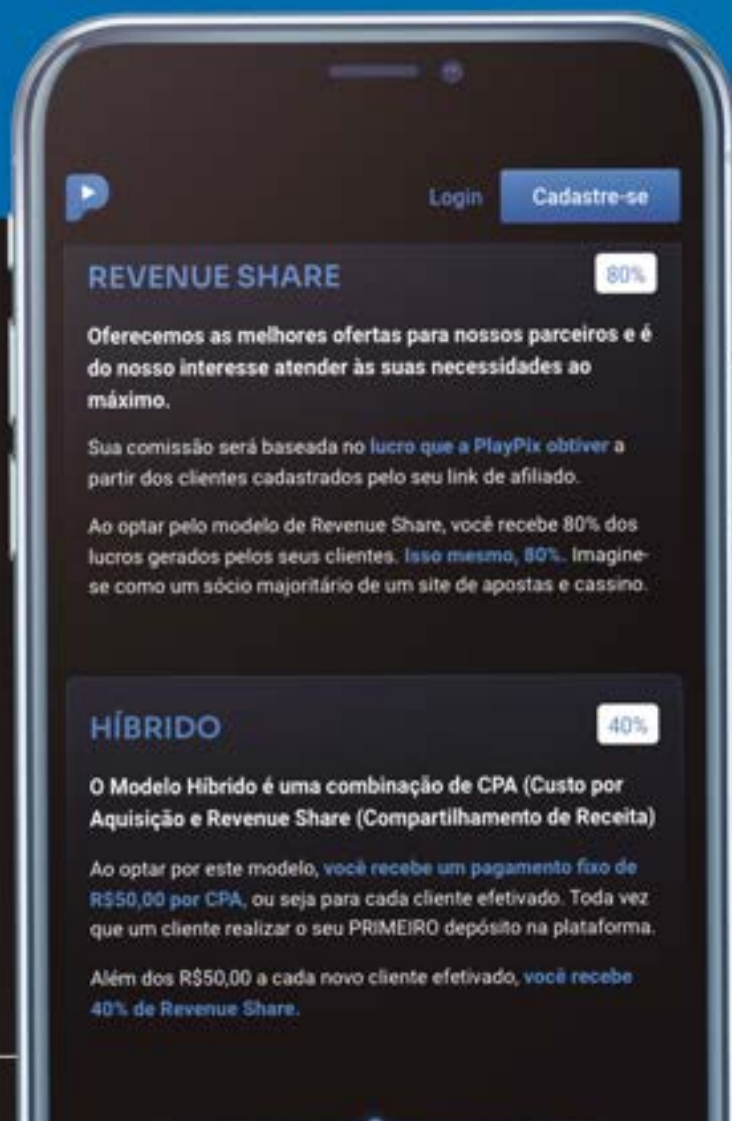 Login Cadastre-se
REVENUE SHARE 80%
Oferecemos as melhores ofertas para nossos parceiros e é
do nosso interesse atender às suas necessidades ao
máximo.
Sua comissão será baseada no lucro que a PlayPix obtiver a
partir dos clientes cadastrados pelo seu link de afiliado.
Ao optar pelo modelo de Revenue Share, você recebe 80% dos
lucros gerados pelos seus clientes. Isso mesmo, 80%. Imagine-
se como um sócio majoritário de um site de apostas e cassino.
HÍBRIDO 40%
O Modelo Híbrido é uma combinação de CPA (Custo por
Aquisição e Revenue Share (Compartilhamento de Receita)
Ao optar por este modelo, você recebe um pagamento fixo de
R$50,00 por CPA, ou seja para cada cliente efetivado. Toda vez
que um cliente realizar o seu PRIMEIRO depósito na plataforma.
Além dos R$50,00 a cada novo cliente efetivado, você recebe
40% de Revenue Share.